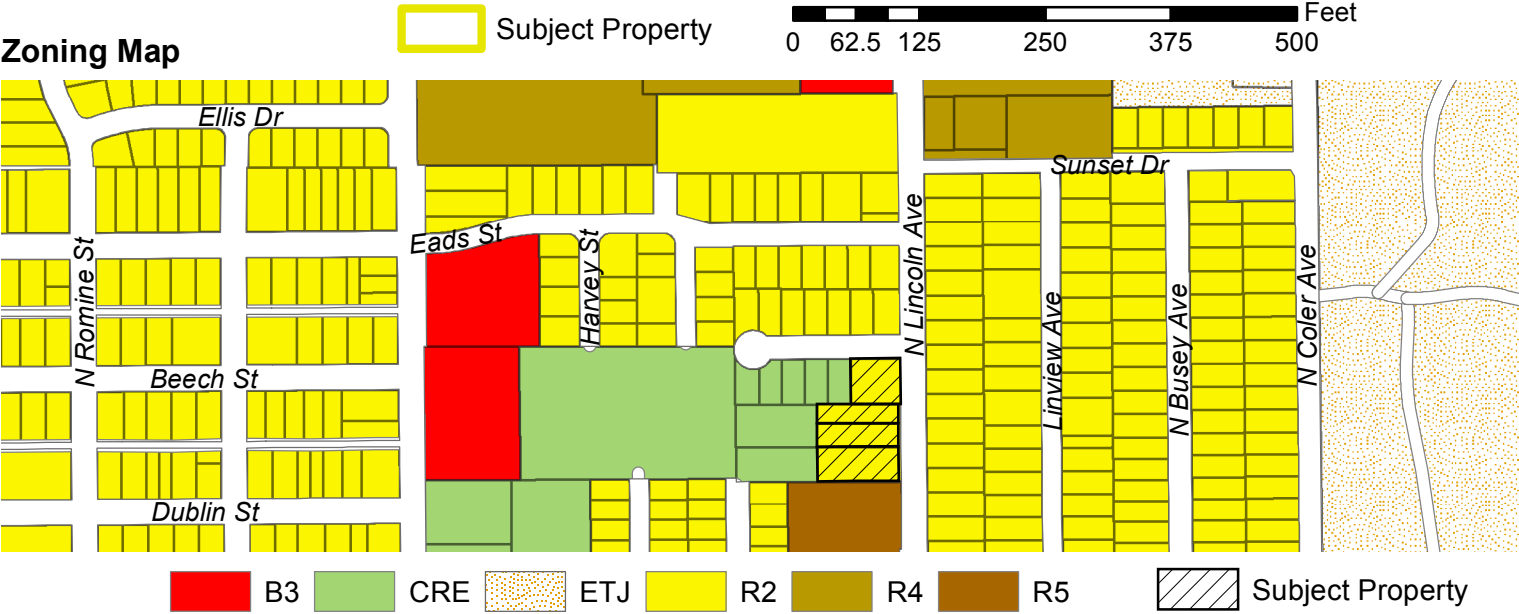 Subject Property
Feet
0 62.5 125 250 375 500
Zoning Map
Ellis Dr
Sunset Dr
Eads St
N Romine St
Harvey St
N Lincoln Ave
Linview Ave
N Busey Ave
N Coler Ave
Beech St
Dublin St
B3 CRE ETJ R2 R4 R5 Subject Property